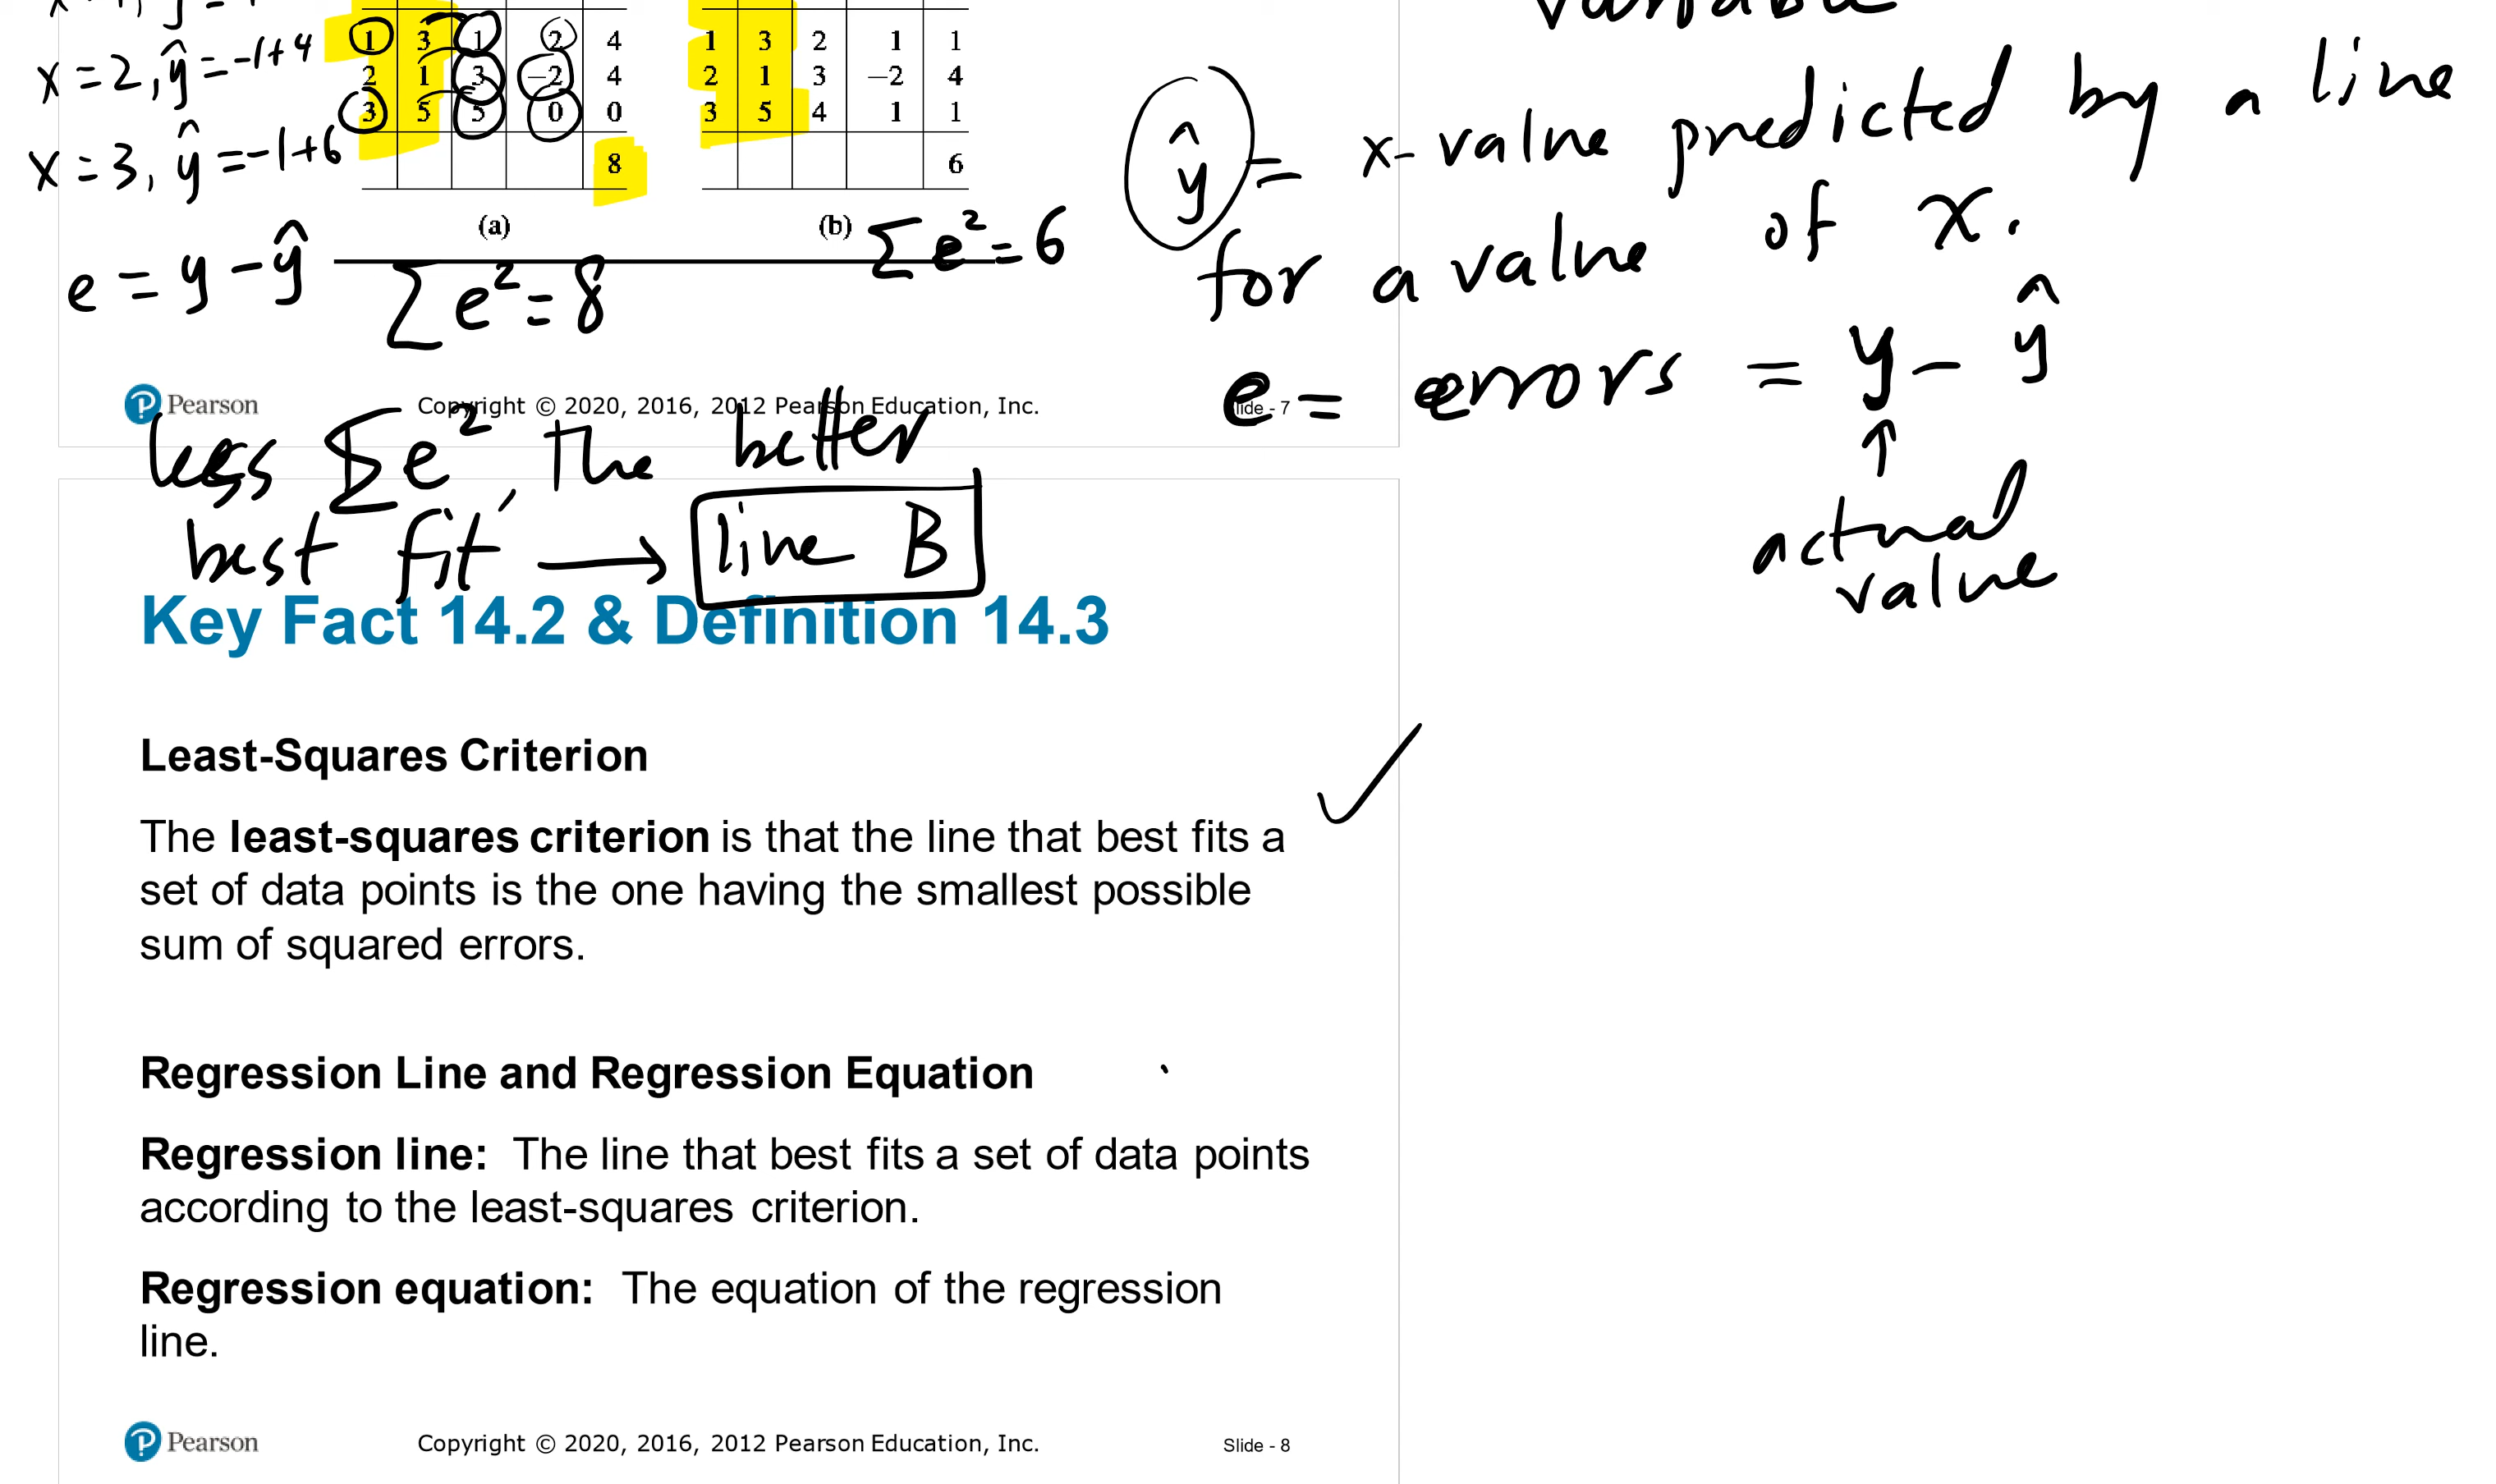 1 3 1 2 4
2 1 3 −2 4
3 5 5 0 0
8
(a)
1 3 2 1 1
2 1 3 −2 4
3 5 4 1 1
6
(b)
x=2, ŷ=-1+4
x=3, ŷ=-1+6
e=y-ŷ
∑e²=8
∑e²=6
variable
ŷ = x-value predicted by a line
for a value of x.
e = errors = y - ŷ
↑
actual
value
Pearson
Copyright © 2020, 2016, 2012 Pearson Education, Inc.
Slide - 7
less ∑e², the better
best fit → line B
Key Fact 14.2 & Definition 14.3
Least-Squares Criterion
The least-squares criterion is that the line that best fits a
set of data points is the one having the smallest possible
sum of squared errors.
Regression Line and Regression Equation
Regression line: The line that best fits a set of data points
according to the least-squares criterion.
Regression equation: The equation of the regression
line.
Pearson
Copyright © 2020, 2016, 2012 Pearson Education, Inc.
Slide - 8